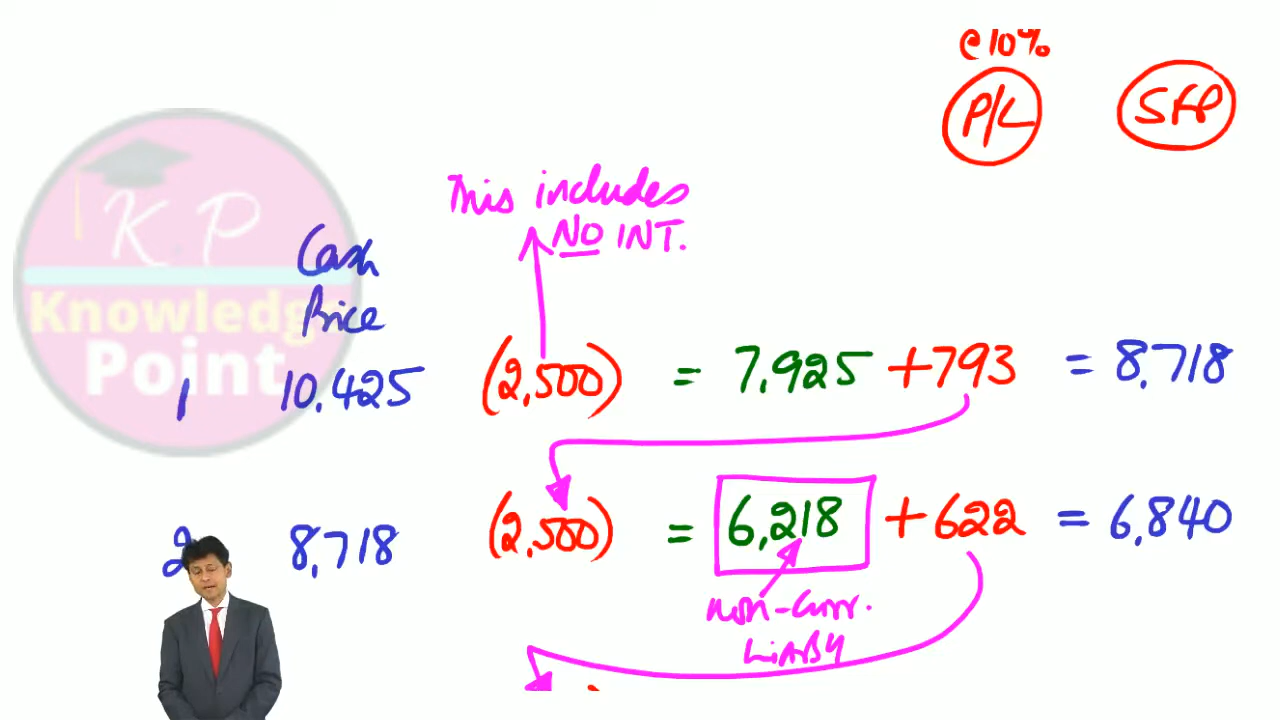 @10%
P/L SFP
This includes
NO INT.
K P
Knowledge
Point
Cash
Price
1 10,425 (2,500) = 7,925 +793 = 8,718
2 8,718 (2,500) = 6,218 +622 = 6,840
non-curr.
LIABY